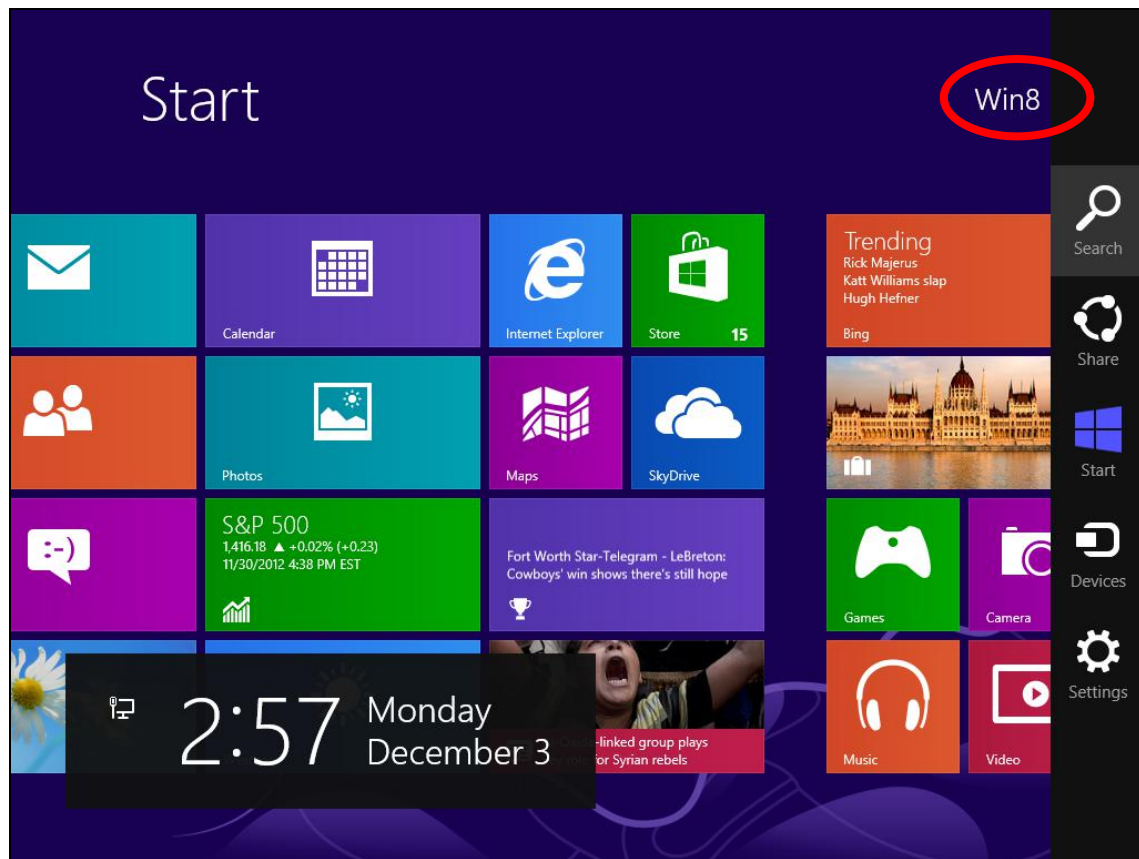 Start
Win8
Search
Share
Start
Devices
Settings
Calendar
Internet Explorer
Store 15
Trending
Rick Majerus
Katt Williams slap
Hugh Hefner
Bing
Photos
Maps
SkyDrive
:-)
S&P 500
1,416.18 ▲ +0.02% (+0.23)
11/30/2012 4:38 PM EST
Fort Worth Star-Telegram - LeBreton:
Cowboys' win shows there's still hope
Games
Camera
-linked group plays
for Syrian rebels
Music
Video
2:57
Monday
December 3